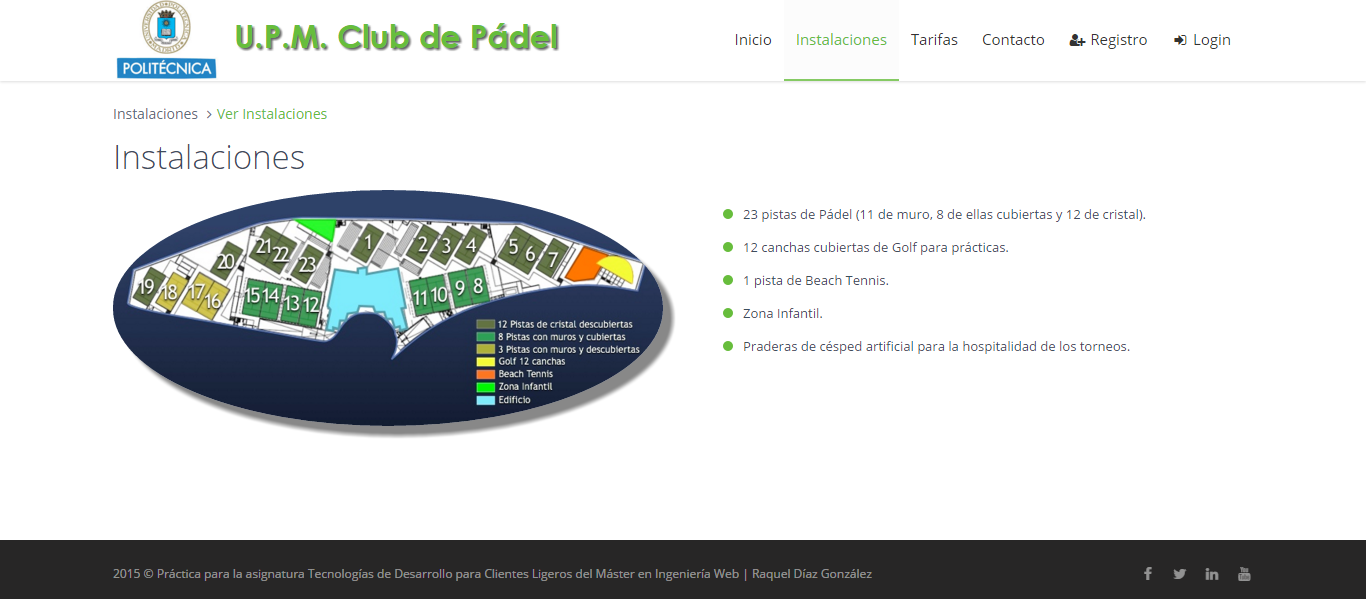 POLITÉCNICA
U.P.M. Club de Pádel
Inicio Instalaciones Tarifas Contacto Registro Login
Instalaciones > Ver Instalaciones
Instalaciones
1 2 3 4 5 6 7
8 9 10 11
12 13 14 15
16 17 18 19
20 21 22 23
12 Pistas de cristal descubiertas
8 Pistas con muros y cubiertas
3 Pistas con muros y descubiertas
Golf 12 canchas
Beach Tennis
Zona Infantil
Edificio
23 pistas de Pádel (11 de muro, 8 de ellas cubiertas y 12 de cristal).
12 canchas cubiertas de Golf para prácticas.
1 pista de Beach Tennis.
Zona Infantil.
Praderas de césped artificial para la hospitalidad de los torneos.
2015 © Práctica para la asignatura Tecnologías de Desarrollo para Clientes Ligeros del Máster en Ingeniería Web | Raquel Díaz González